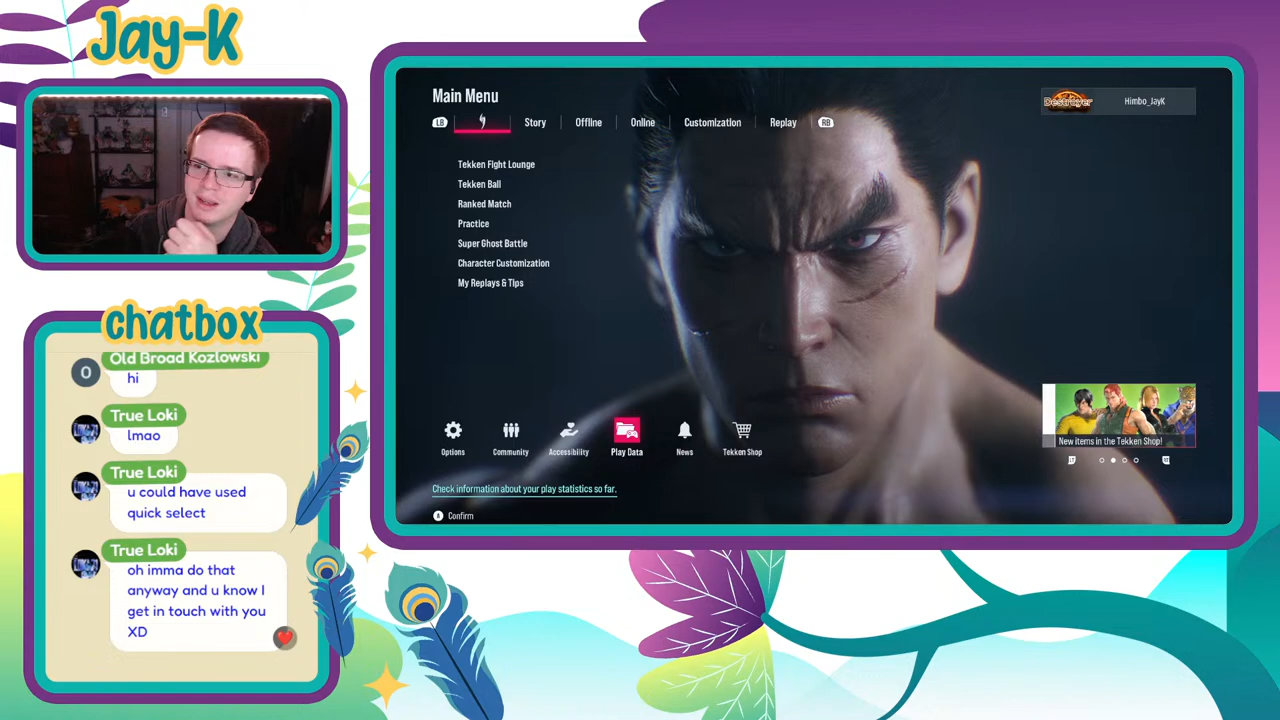 Jay-K
chatbox
Old Broad Kozlowski
O
hi
True Loki
lmao
True Loki
u could have used
quick select
True Loki
oh imma do that
anyway and u know I
get in touch with you
XD
Main Menu
Destroyer
Himbo_JayK
LB
Story
Offline
Online
Customization
Replay
RB
Tekken Fight Lounge
Tekken Ball
Ranked Match
Practice
Super Ghost Battle
Character Customization
My Replays & Tips
New items in the Tekken Shop!
LT
RT
Options
Community
Accessibility
Play Data
News
Tekken Shop
Check information about your play statistics so far.
A Confirm